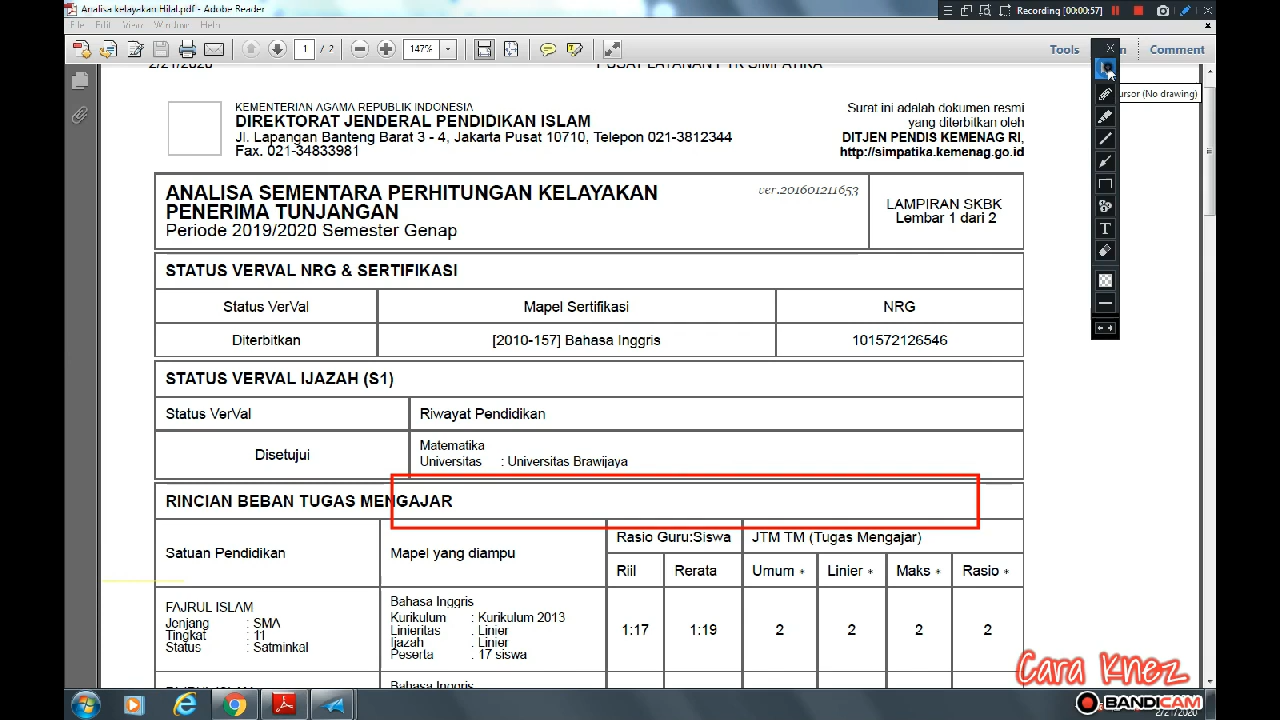 Analisa kelayakan Hilal.pdf - Adobe Reader
Recording [00:00:57]
File Edit View Window Help
1 / 2
147%
Tools
Comment
ursor (No drawing)
2/21/2020
KEMENTERIAN AGAMA REPUBLIK INDONESIA
DIREKTORAT JENDERAL PENDIDIKAN ISLAM
Jl. Lapangan Banteng Barat 3 - 4, Jakarta Pusat 10710, Telepon 021-3812344
Fax. 021-34833981
Surat ini adalah dokumen resmi
yang diterbitkan oleh
DITJEN PENDIS KEMENAG RI,
http://simpatika.kemenag.go.id
ANALISA SEMENTARA PERHITUNGAN KELAYAKAN
PENERIMA TUNJANGAN
Periode 2019/2020 Semester Genap
ver.201601211653
LAMPIRAN SKBK
Lembar 1 dari 2
STATUS VERVAL NRG & SERTIFIKASI
Status VerVal
Mapel Sertifikasi
NRG
Diterbitkan
[2010-157] Bahasa Inggris
101572126546
STATUS VERVAL IJAZAH (S1)
Status VerVal
Riwayat Pendidikan
Disetujui
Matematika
Universitas : Universitas Brawijaya
RINCIAN BEBAN TUGAS MENGAJAR
Satuan Pendidikan
Mapel yang diampu
Rasio Guru:Siswa
JTM TM (Tugas Mengajar)
Riil
Rerata
Umum *
Linier *
Maks *
Rasio *
FAJRUL ISLAM
Jenjang : SMA
Tingkat : 11
Status : Satminkal
Bahasa Inggris
Kurikulum : Kurikulum 2013
Linieritas : Linier
Ijazah : Linier
Peserta : 17 siswa
1:17
1:19
2
2
2
2
Bahasa Inggris
Cara Knez
BANDICAM
2/21/2020